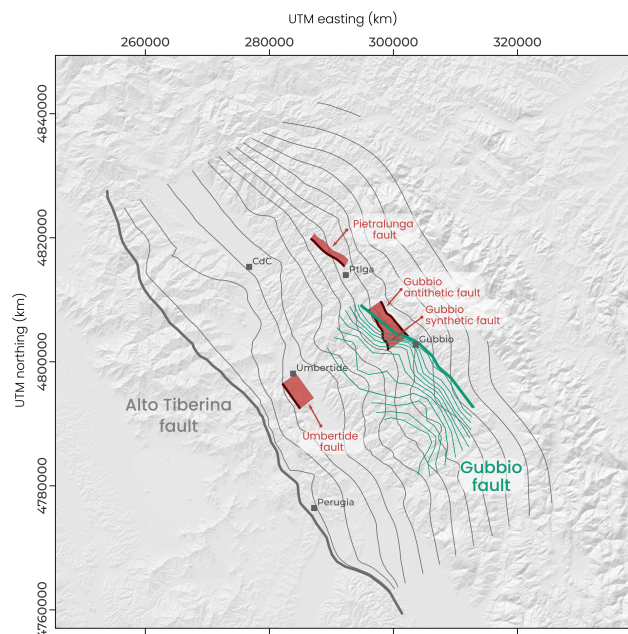 UTM easting (km)
260000
280000
300000
320000
UTM northing (km)
4840000
4820000
4800000
4780000
4760000
Pietralunga
fault
CdC
Ptlga
Gubbio
antithetic fault
Gubbio
synthetic fault
Gubbio
Umbertide
Alto Tiberina
fault
Umbertide
fault
Gubbio
fault
Perugia